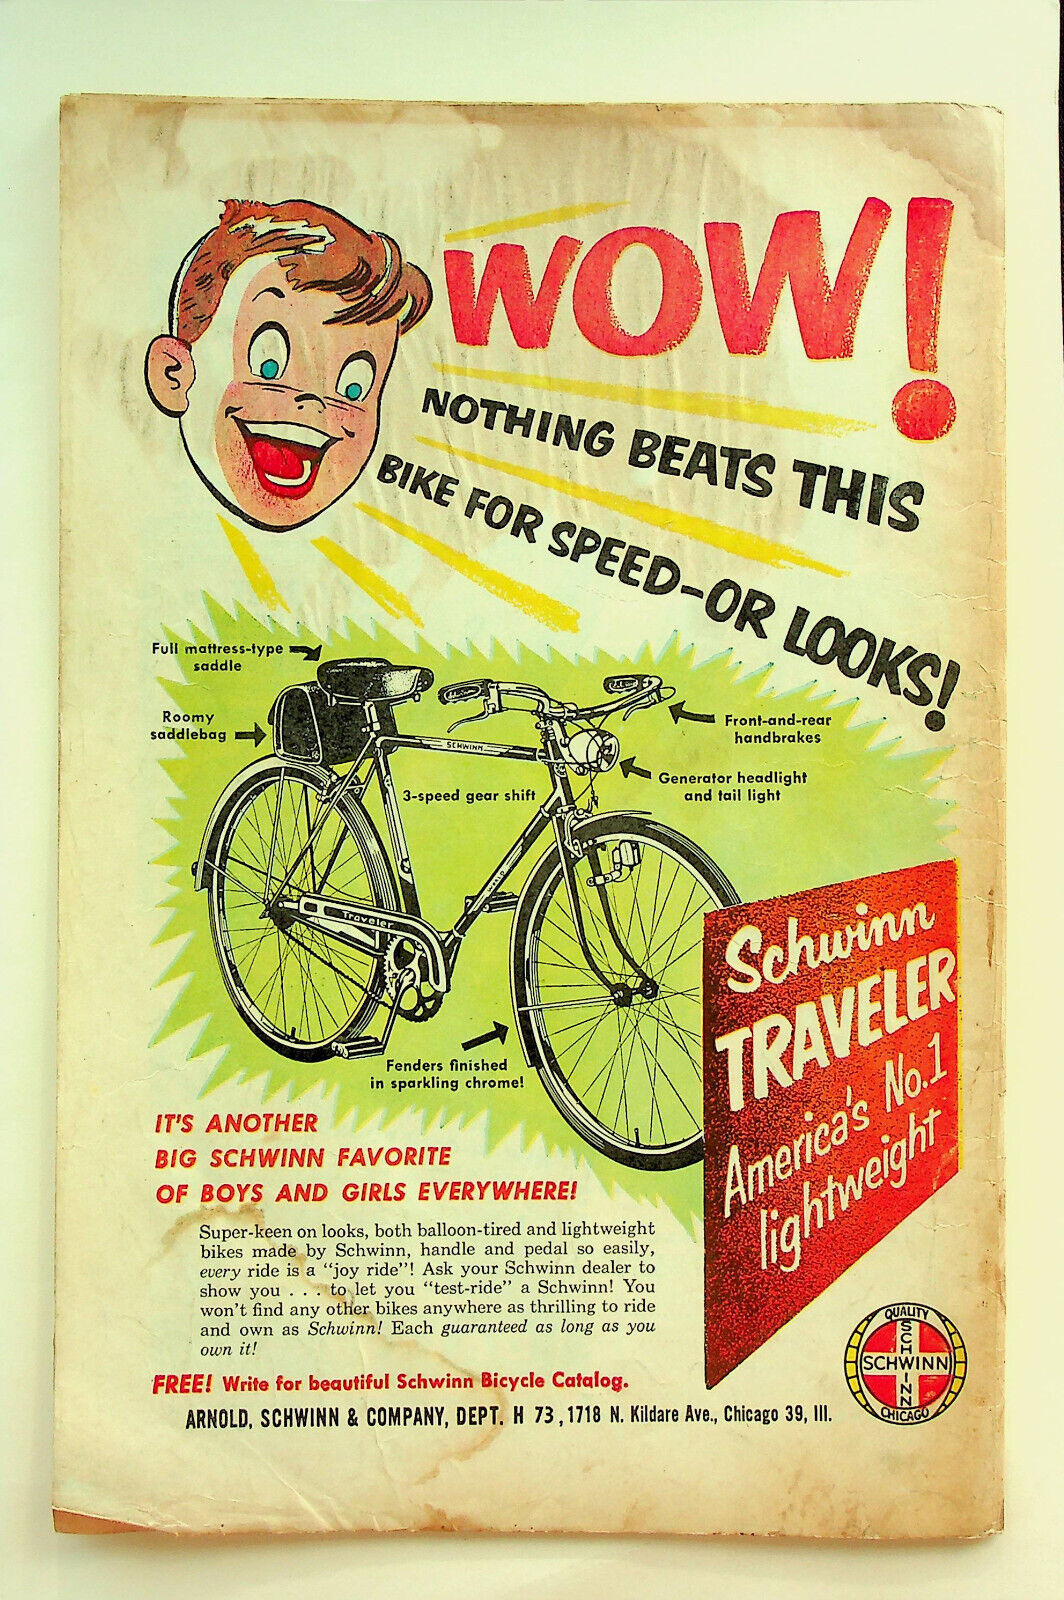 WOW!
NOTHING BEATS THIS
BIKE FOR SPEED-OR LOOKS!
Full mattress-type
saddle
Roomy
saddlebag
3-speed gear shift
Front-and-rear
handbrakes
Generator headlight
and tail light
SCHWINN
WORLD
Traveler
Fenders finished
in sparkling chrome!
Schwinn
TRAVELER
America's No.1
lightweight
IT'S ANOTHER
BIG SCHWINN FAVORITE
OF BOYS AND GIRLS EVERYWHERE!
Super-keen on looks, both balloon-tired and lightweight
bikes made by Schwinn, handle and pedal so easily,
every ride is a "joy ride"! Ask your Schwinn dealer to
show you . . . to let you "test-ride" a Schwinn! You
won't find any other bikes anywhere as thrilling to ride
and own as Schwinn! Each guaranteed as long as you
own it!
FREE! Write for beautiful Schwinn Bicycle Catalog.
ARNOLD, SCHWINN & COMPANY, DEPT. H 73, 1718 N. Kildare Ave., Chicago 39, Ill.
QUALITY
SCHWINN
SCHWINN
CHICAGO